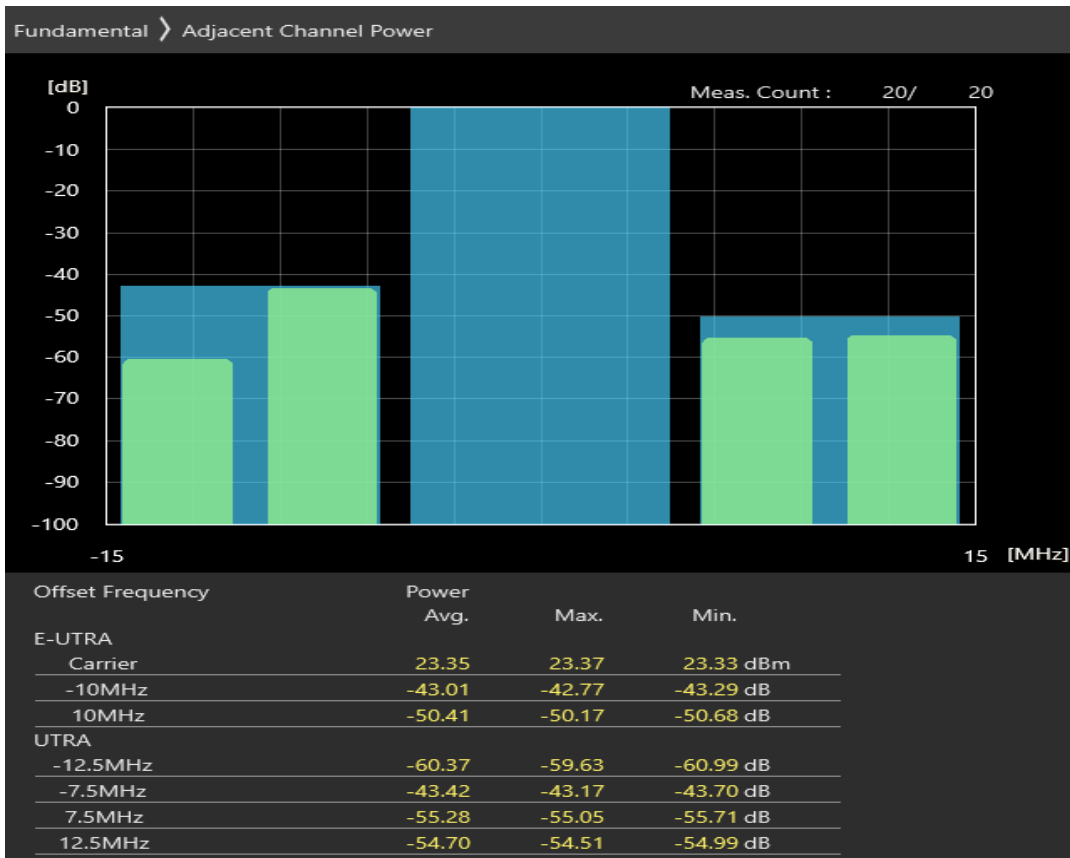 Fundamental 〉 Adjacent Channel Power
[dB]
Meas. Count : 20/ 20
0
-10
-20
-30
-40
-50
-60
-70
-80
-90
-100
-15 15 [MHz]
Offset Frequency Power
Avg. Max. Min.
E-UTRA
Carrier 23.35 23.37 23.33 dBm
-10MHz -43.01 -42.77 -43.29 dB
10MHz -50.41 -50.17 -50.68 dB
UTRA
-12.5MHz -60.37 -59.63 -60.99 dB
-7.5MHz -43.42 -43.17 -43.70 dB
7.5MHz -55.28 -55.05 -55.71 dB
12.5MHz -54.70 -54.51 -54.99 dB